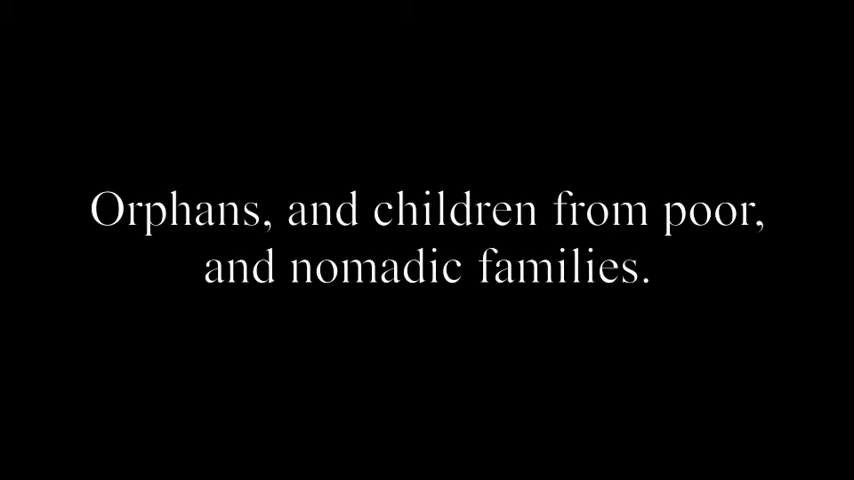 Orphans, and children from poor,
and nomadic families.